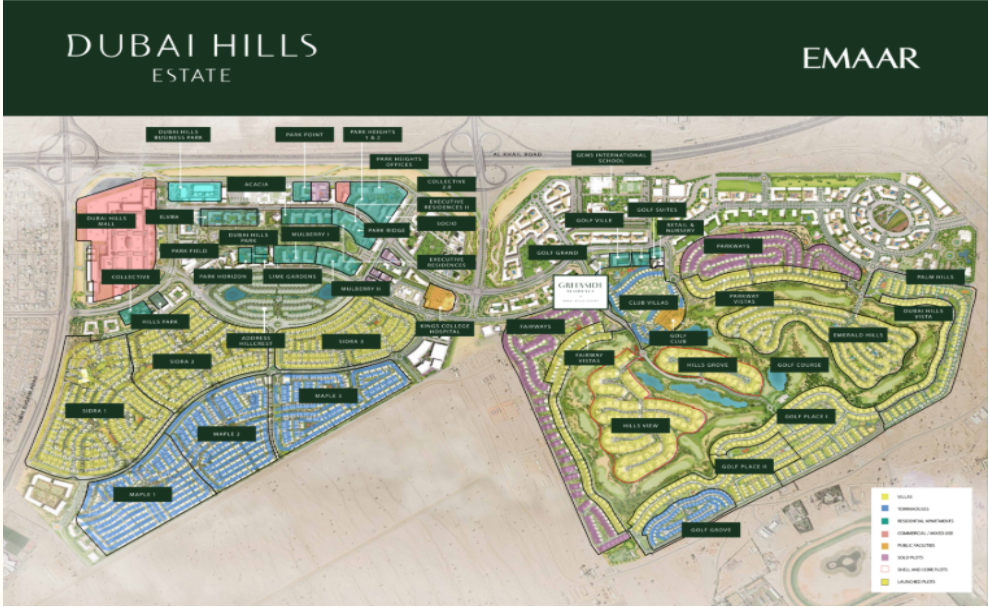 DUBAI HILLS
ESTATE
EMAAR
DUBAI HILLS
BUSINESS PARK
PARK POINT
PARK HEIGHTS
1 & 2
PARK HEIGHTS
OFFICES
AL KHAIL ROAD
GEMS INTERNATIONAL
SCHOOL
ACACIA
COLLECTIVE
2.0
EXECUTIVE
RESIDENCES II
SOCIO
DUBAI HILLS
MALL
MULBERRY I
PARK RIDGE
DUBAI HILLS
PARK
PARK FIELD
EXECUTIVE
RESIDENCES
COLLECTIVE
PARK HORIZON
LIME GARDENS
MULBERRY II
HILLS PARK
ADDRESS
HILLCREST
KINGS COLLEGE
HOSPITAL
SIDRA 3
SIDRA 2
SIDRA 1
MAPLE 3
MAPLE 2
MAPLE 1
GOLF SUITES
GOLF VILLE
RETAIL &
NURSERY
PARKWAYS
GOLF GRAND
PALM HILLS
GREENSIDE
RESIDENCE
CLUB VILLAS
PARKWAY
VISTAS
DUBAI HILLS
VISTA
FAIRWAYS
GOLF
CLUB
EMERALD HILLS
FAIRWAY
VISTAS
HILLS GROVE
GOLF COURSE
GOLF PLACE I
HILLS VIEW
GOLF PLACE II
GOLF GROVE
VILLAS
TOWNHOUSES
RESIDENTIAL APARTMENTS
COMMERCIAL / MIXED USE
PUBLIC FACILITIES
SOLD PLOTS
SHELL AND CORE PLOTS
LAUNCHED PLOTS